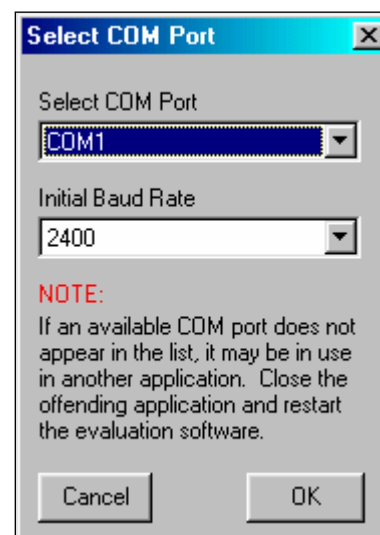 Select COM Port
Select COM Port
COM1
Initial Baud Rate
2400
NOTE:
If an available COM port does not
appear in the list, it may be in use
in another application.  Close the
offending application and restart
the evaluation software.
Cancel
OK